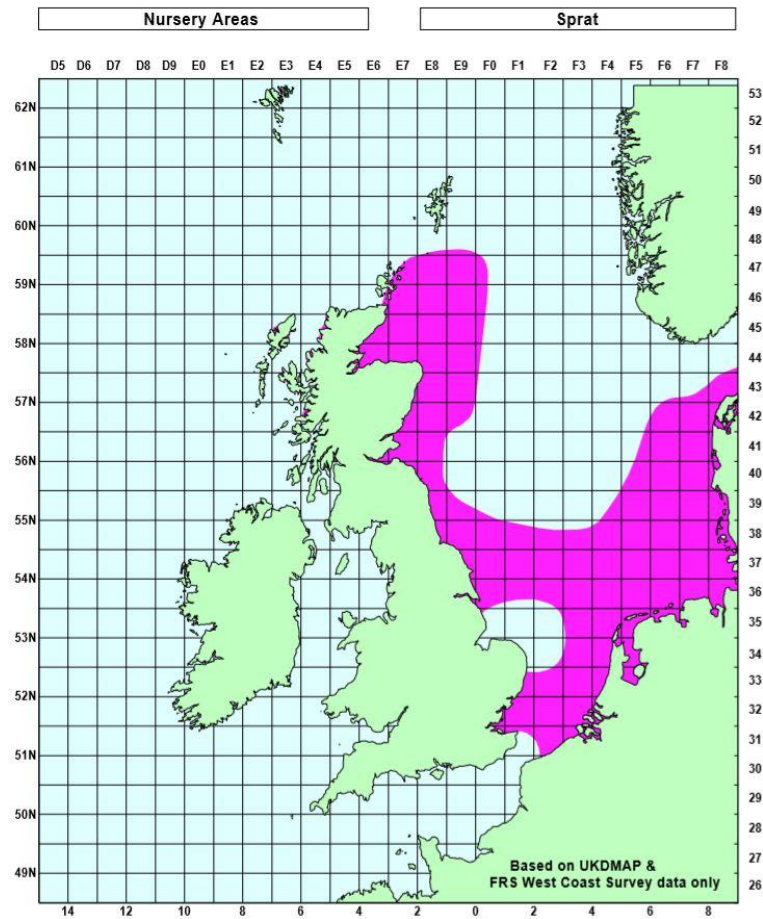 Nursery Areas
Sprat
D5 D6 D7 D8 D9 E0 E1 E2 E3 E4 E5 E6 E7 E8 E9 F0 F1 F2 F3 F4 F5 F6 F7 F8
62N
61N
60N
59N
58N
57N
56N
55N
54N
53N
52N
51N
50N
49N
53
52
51
50
49
48
47
46
45
44
43
42
41
40
39
38
37
36
35
34
33
32
31
30
29
28
27
26
Based on UKDMAP &
FRS West Coast Survey data only
14 12 10 8 6 4 2 0 2 4 6 8